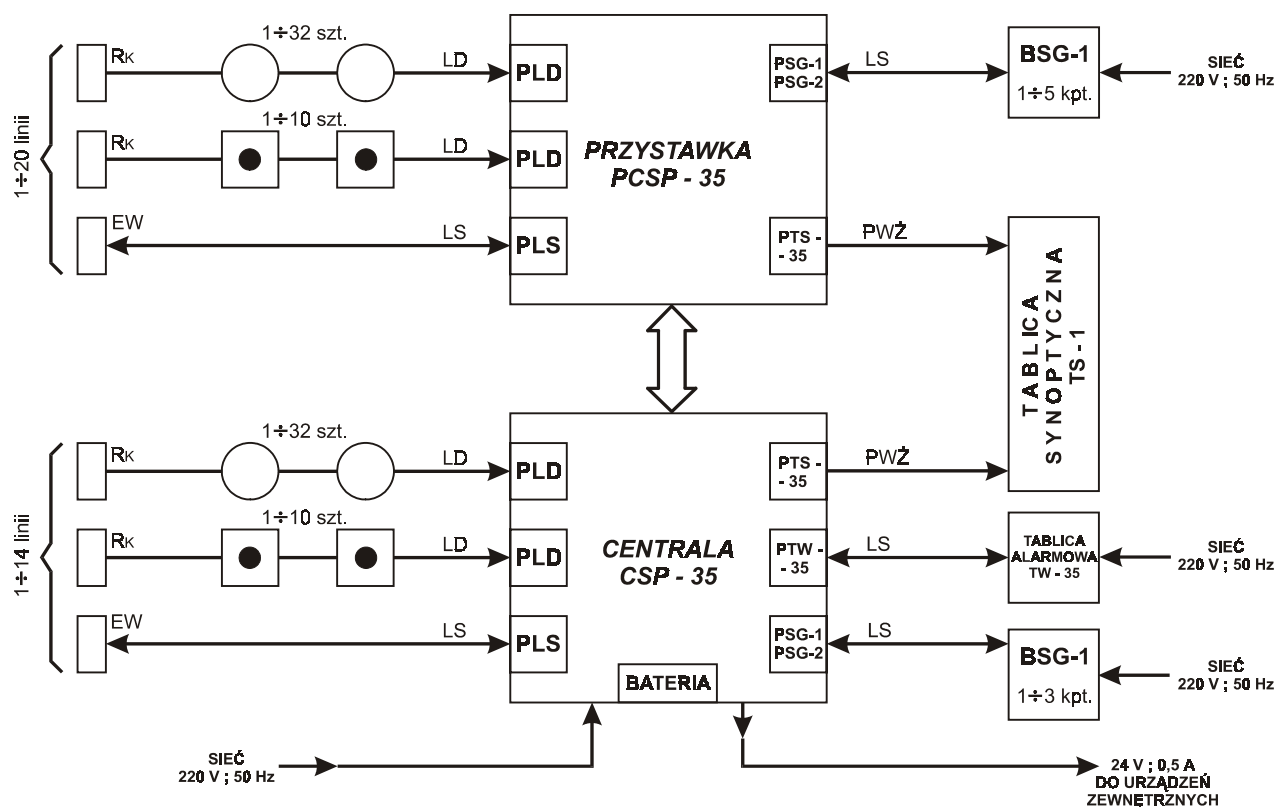 1÷32 szt.
RK
LD
PLD
1÷10 szt.
RK
LD
PLD
EW
LS
PLS
1÷20 linii
PRZYSTAWKA
PCSP - 35
PSG-1
PSG-2
LS
BSG-1
1÷5 kpt.
SIEĆ
220 V ; 50 Hz
PTS -
- 35
PWŻ
TABLICA
SYNOPTYCZNA
TS - 1
1÷32 szt.
RK
LD
PLD
1÷10 szt.
RK
LD
PLD
EW
LS
PLS
1÷14 linii
CENTRALA
CSP - 35
BATERIA
PTS -
- 35
PWŻ
PTW -
- 35
LS
TABLICA
ALARMOWA
TW - 35
SIEĆ
220 V ; 50 Hz
PSG-1
PSG-2
LS
BSG-1
1÷3 kpt.
SIEĆ
220 V ; 50 Hz
SIEĆ
220 V ; 50 Hz
24 V ; 0,5 A
DO URZĄDZEŃ
ZEWNĘTRZNYCH